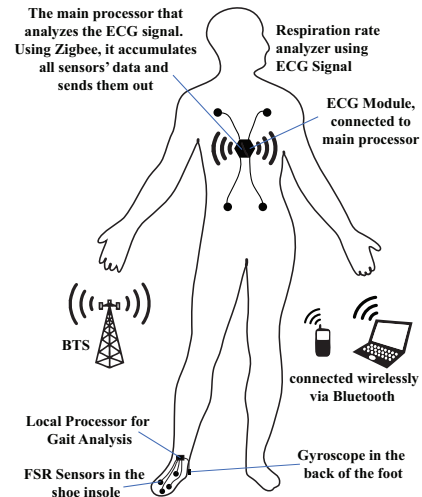 The main processor that
analyzes the ECG signal.
Using Zigbee, it accumulates
all sensors' data and
sends them out
Respiration rate
analyzer using
ECG Signal
ECG Module,
connected to
main processor
BTS
connected wirelessly
via Bluetooth
Local Processor for
Gait Analysis
FSR Sensors in the
shoe insole
Gyroscope in the
back of the foot